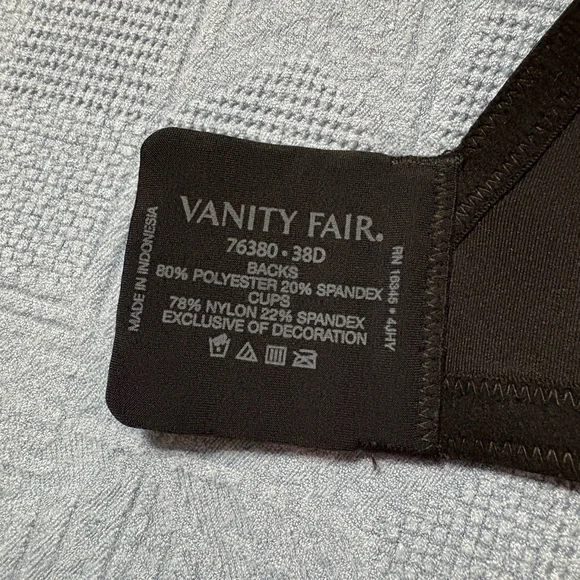 VANITY FAIR®
76380 • 38D
BACKS
80% POLYESTER 20% SPANDEX
CUPS
78% NYLON 22% SPANDEX
EXCLUSIVE OF DECORATION
MADE IN INDONESIA
RN 16345 • 4JHY